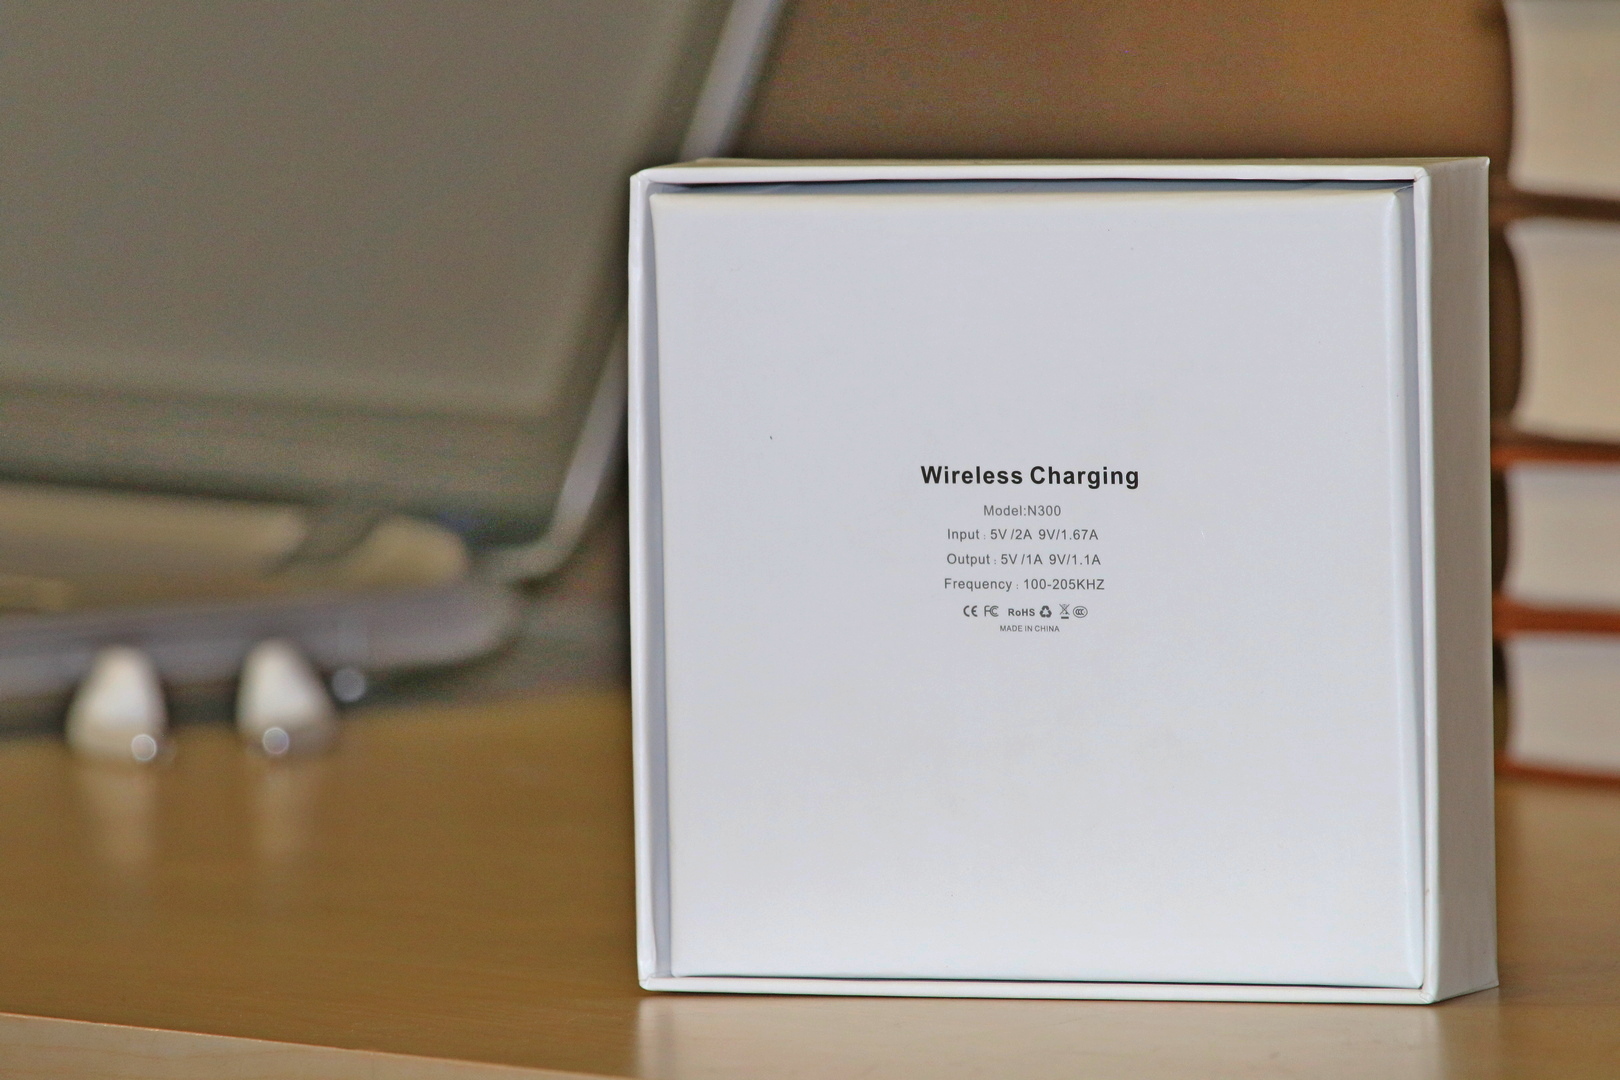 Wireless Charging
Model:N300
Input : 5V /2A 9V/1.67A
Output : 5V /1A 9V/1.1A
Frequency : 100-205KHZ
CE FC RoHS CCC
MADE IN CHINA